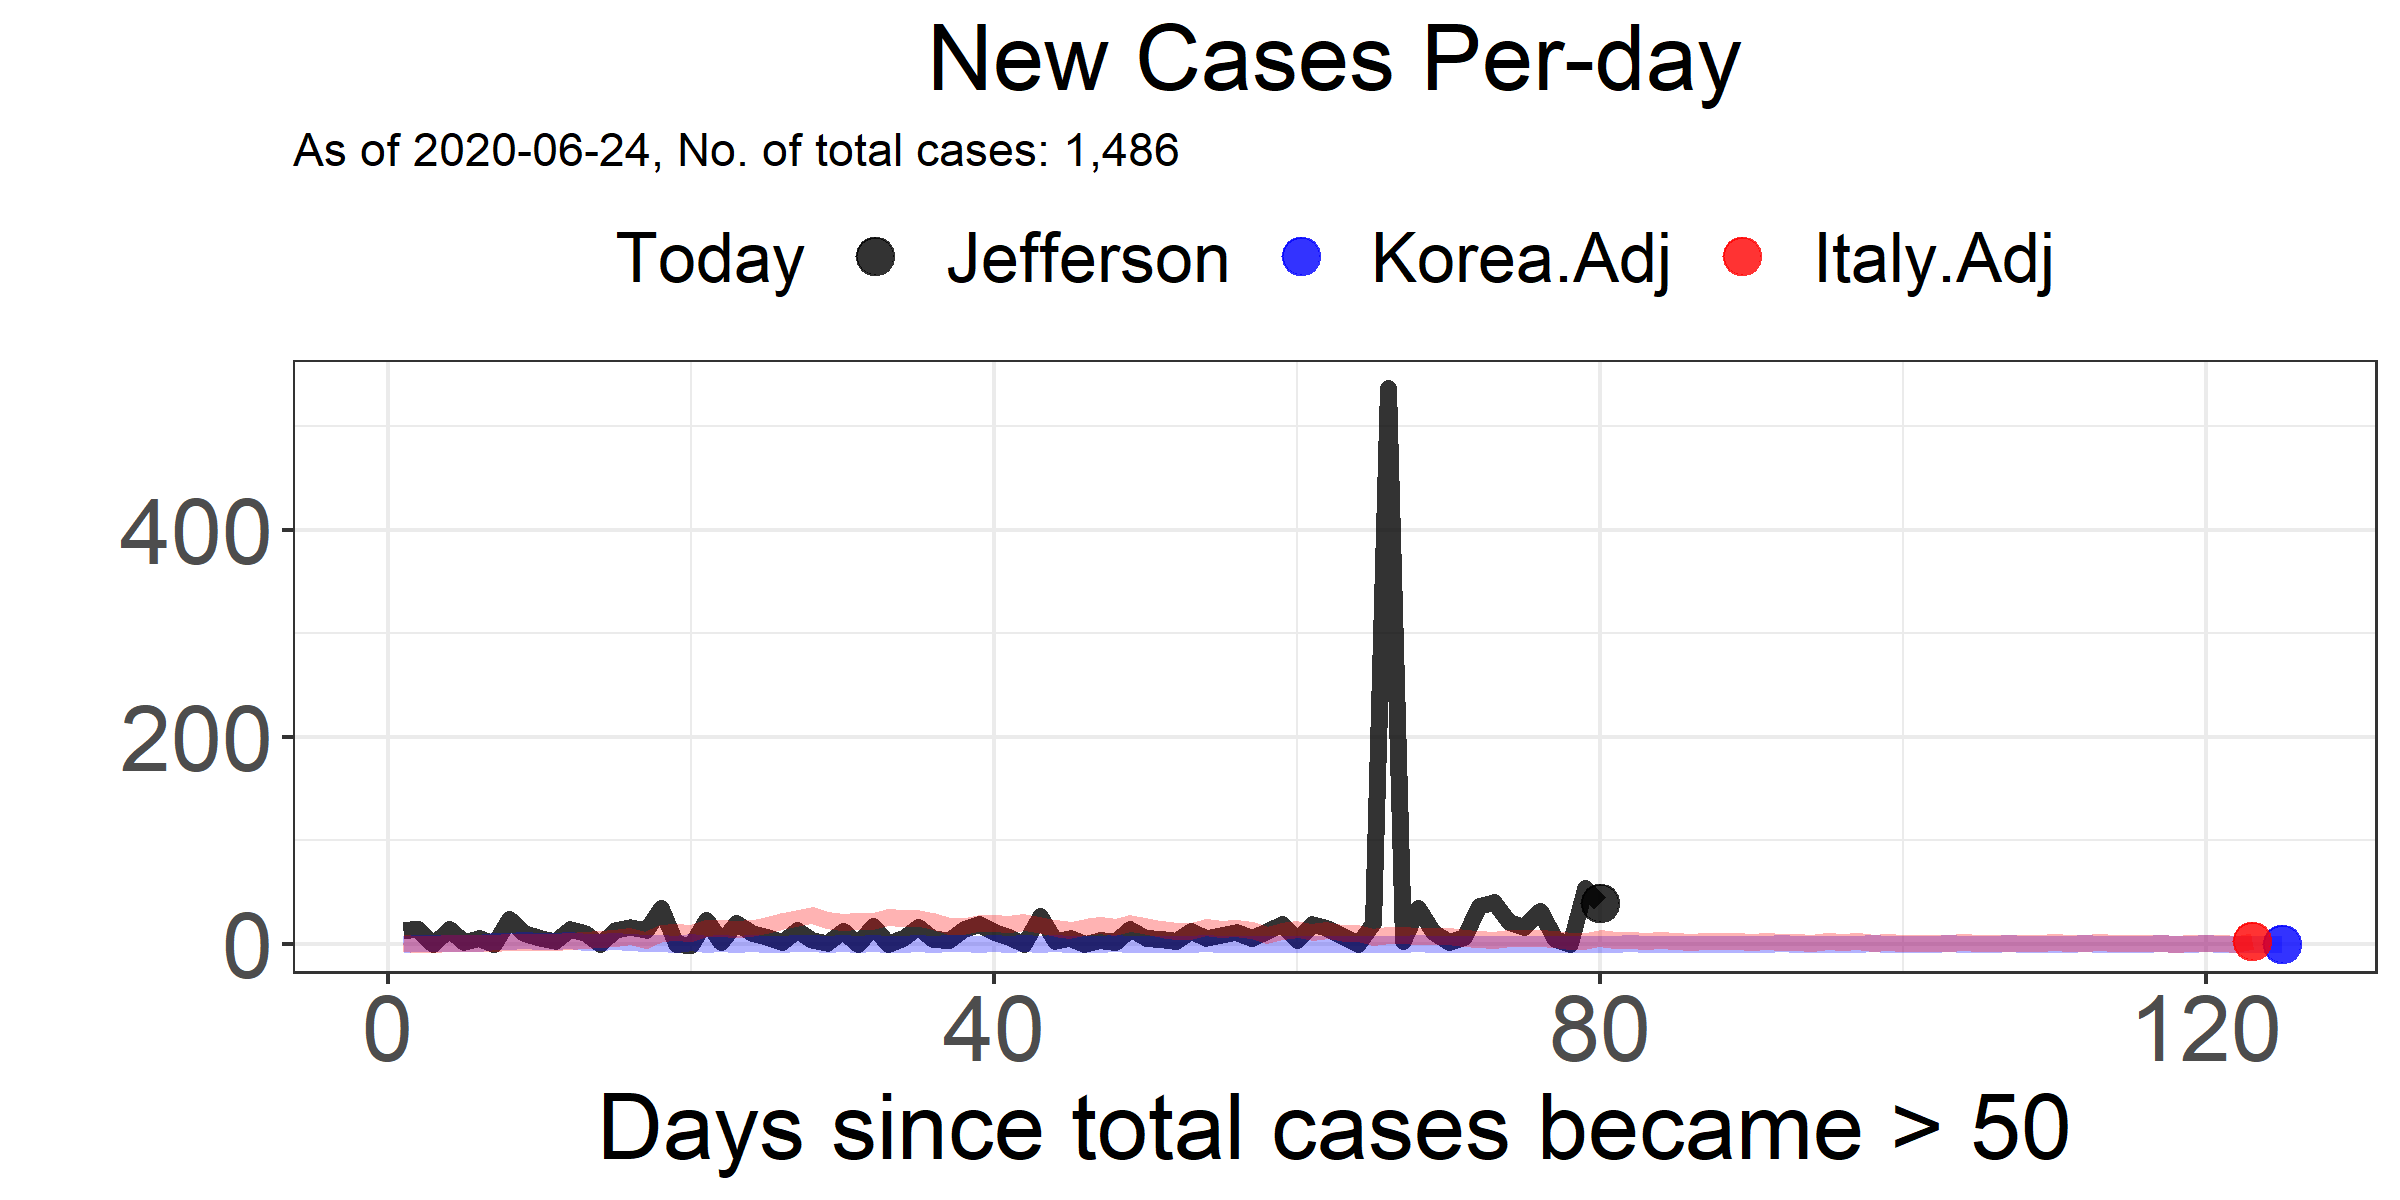 New Cases Per-day
As of 2020-06-24, No. of total cases: 1,486
Today Jefferson Korea.Adj Italy.Adj
400
200
0
0 40 80 120
Days since total cases became > 50